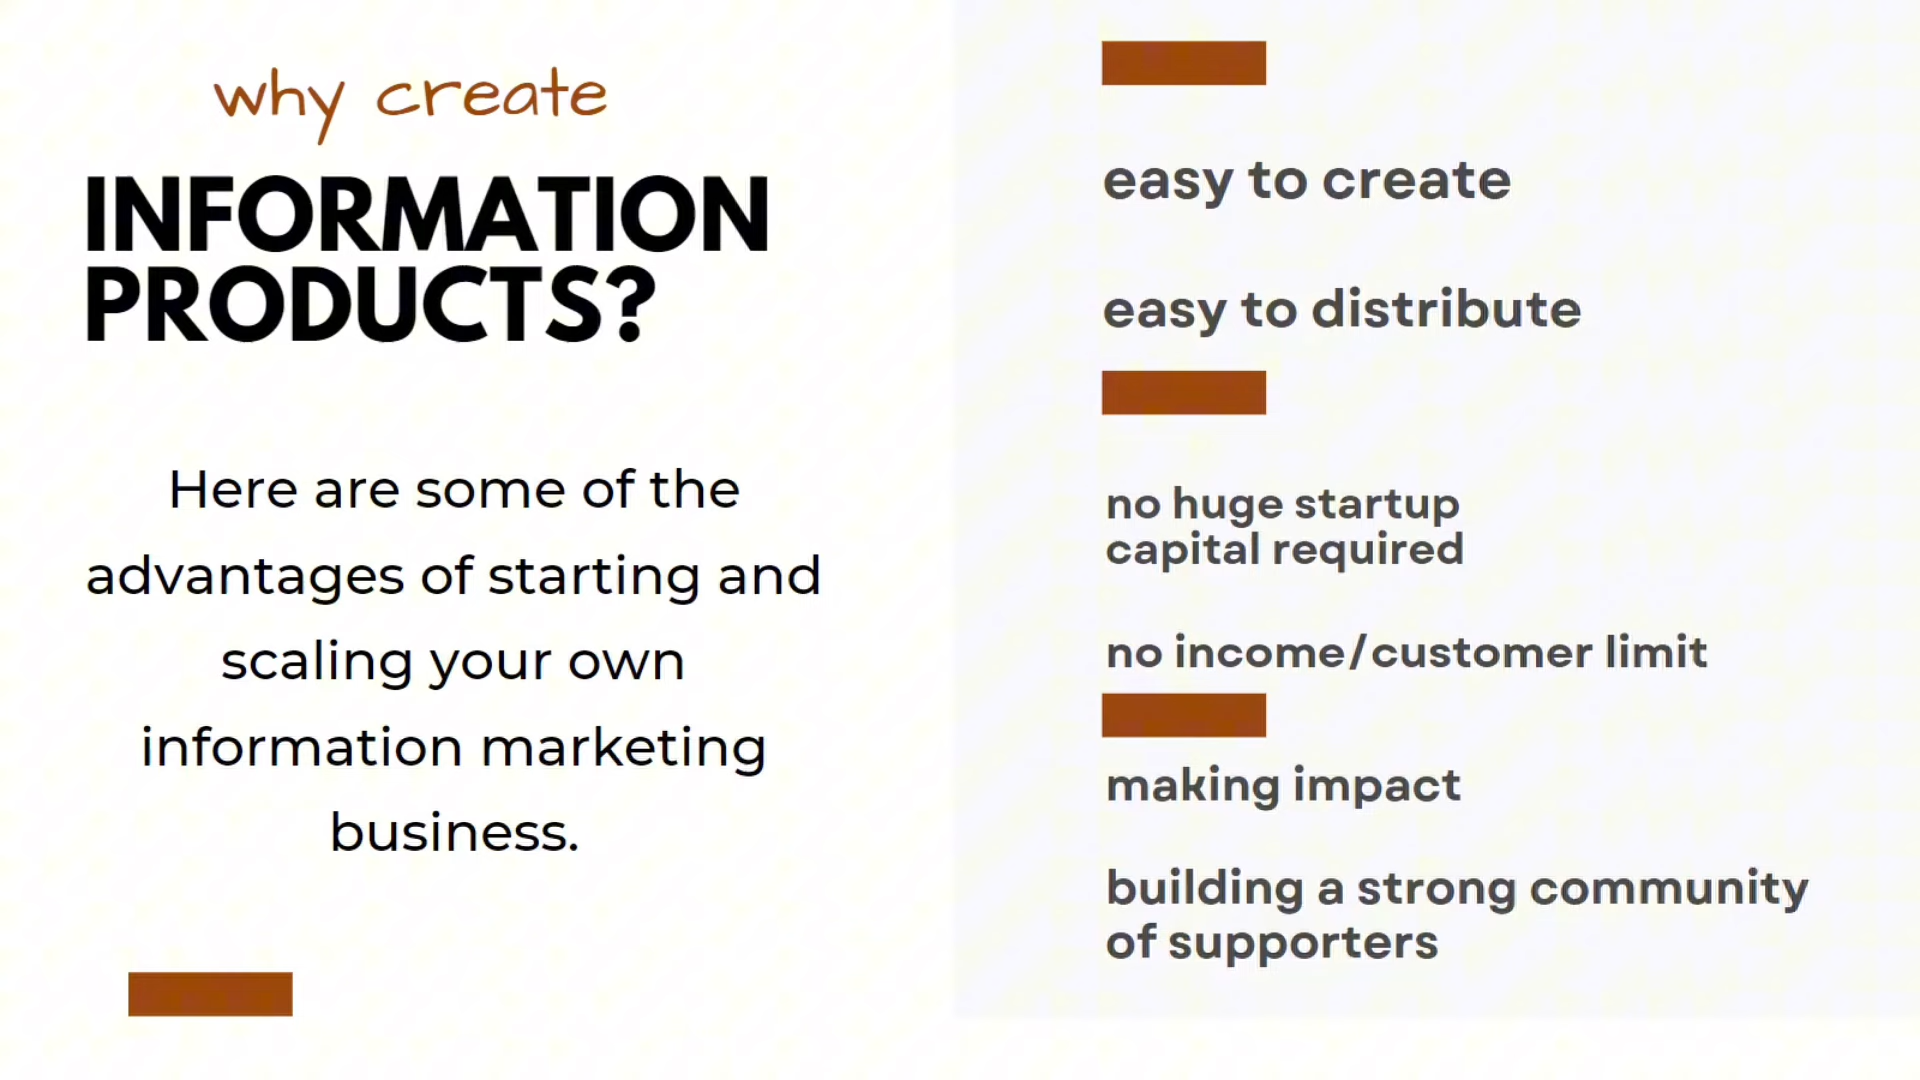 why create
INFORMATION
PRODUCTS?
Here are some of the
advantages of starting and
scaling your own
information marketing
business.
easy to create
easy to distribute
no huge startup
capital required
no income/customer limit
making impact
building a strong community
of supporters